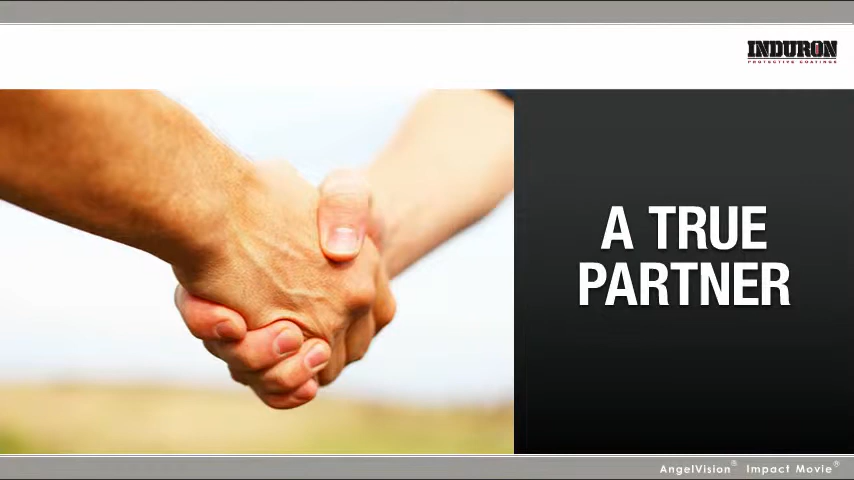 INDURON
PROTECTIVE COATINGS
A TRUE
PARTNER
AngelVision® Impact Movie®